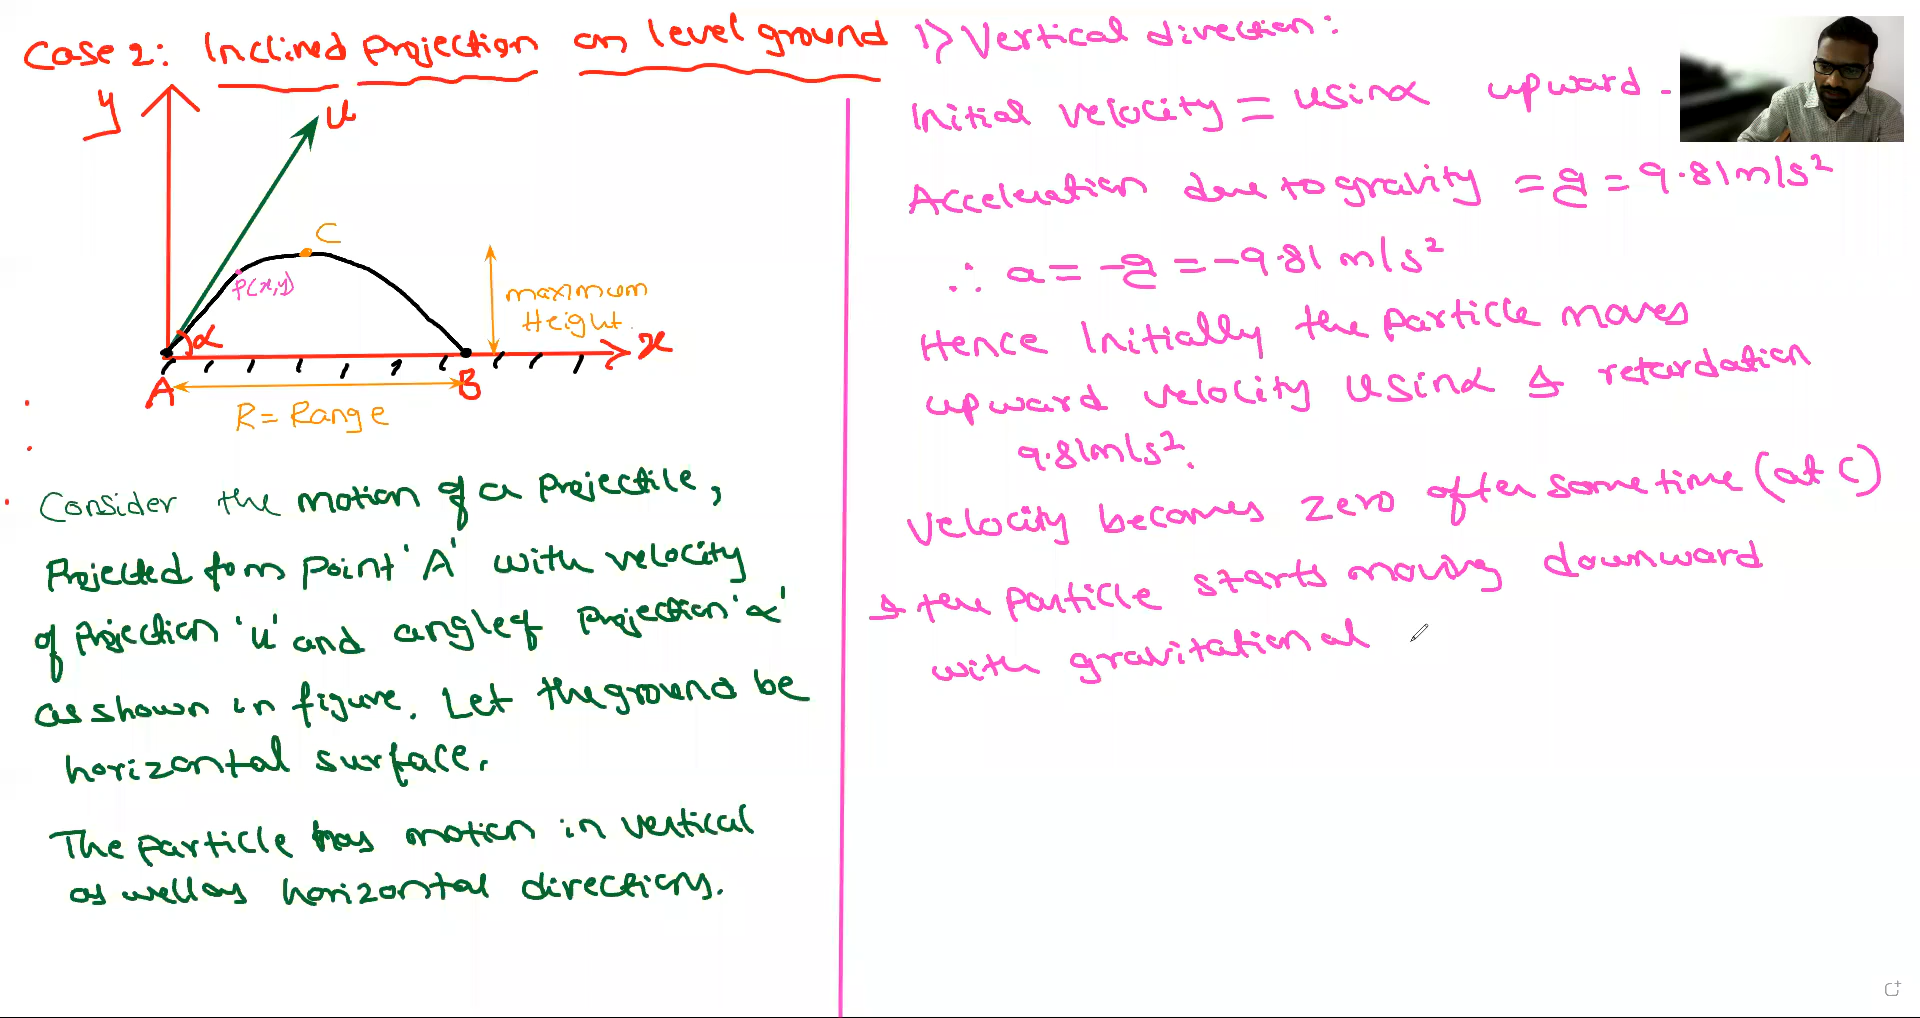 Case 2: Inclined Projection on level ground
y
u
C
P(x,y)
α
maximum
Height.
x
A
B
R = Range
Consider the motion of a Projectile,
Projected form point 'A' with velocity
of Projection 'u' and angle of projection 'α'
as shown in figure. Let the ground be
horizontal surface.
The particle has motion in vertical
as well as horizontal directions.
1) Vertical direction:
Initial velocity = usinα upward -
Acceleration due to gravity = g = 9.81 m/s²
∴ a = -g = -9.81 m/s²
Hence Initially the particle moves
upward velocity usinα & retardation
9.81m/s².
Velocity becomes zero after some time (at C)
& the particle starts moving downward
with gravitational